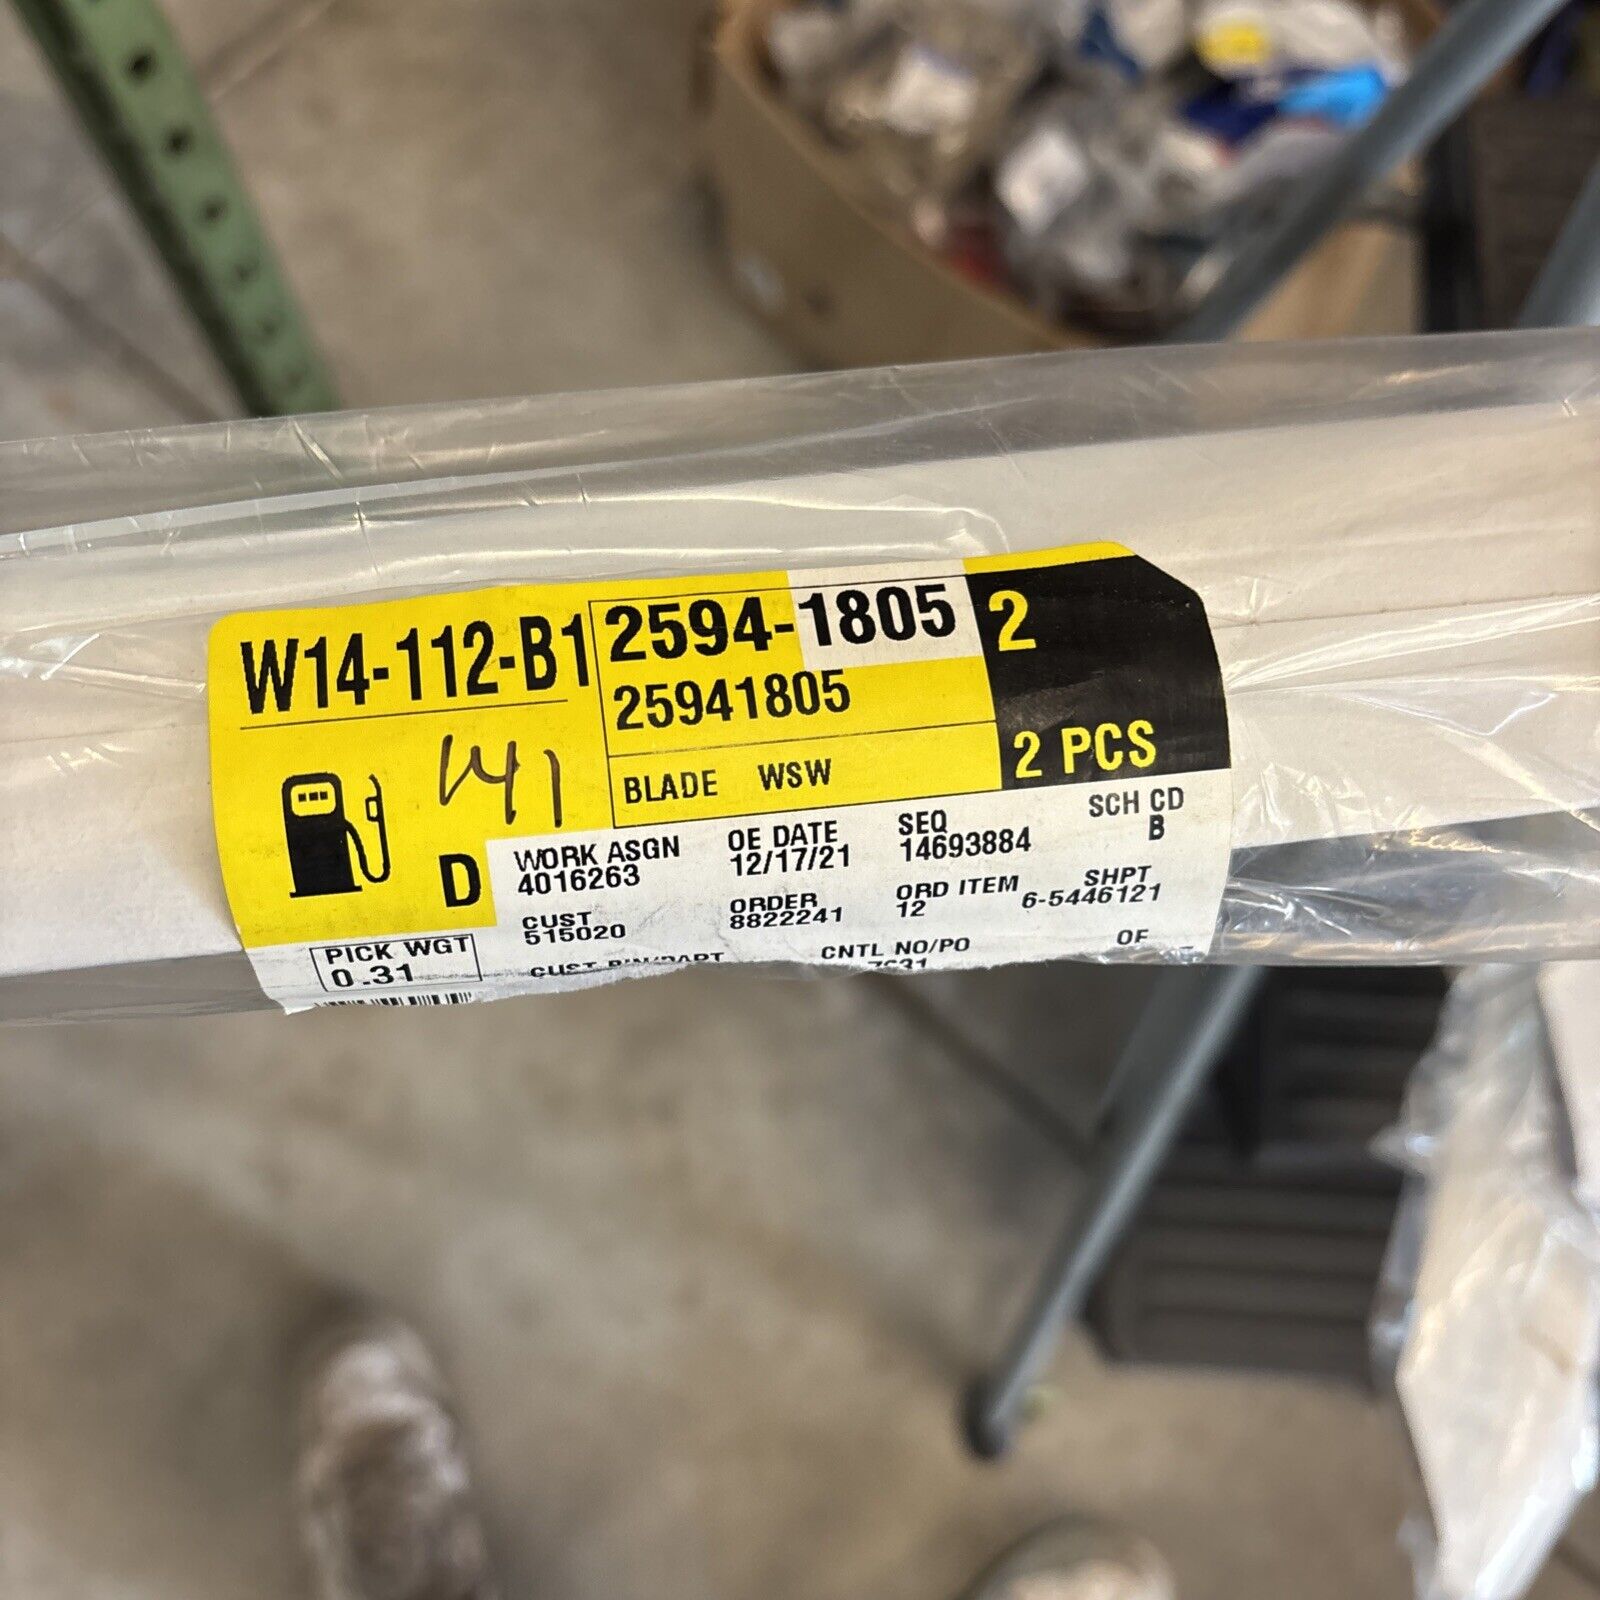 W14-112-B1
2594-1805
2
25941805
2 PCS
BLADE WSW
D
WORK ASGN
4016263
OE DATE
12/17/21
SEQ
14693884
SCH CD
B
CUST
515020
ORDER
8822241
ORD ITEM
12
SHPT
6-5446121
PICK WGT
0.31
CNTL NO/PO
OF